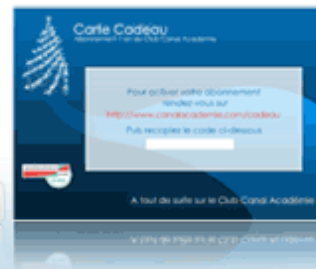 Carte Cadeau
Abonnement 1 an au Club Canal Académie
Pour activer votre abonnement
rendez-vous sur
http://www.canalacademie.com/cadeau
Puis recopiez le code ci-dessous
A tout de suite sur le Club Canal Académie